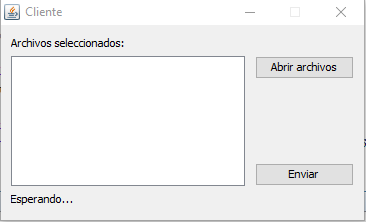 Cliente
Archivos seleccionados:
Abrir archivos
Enviar
Esperando...